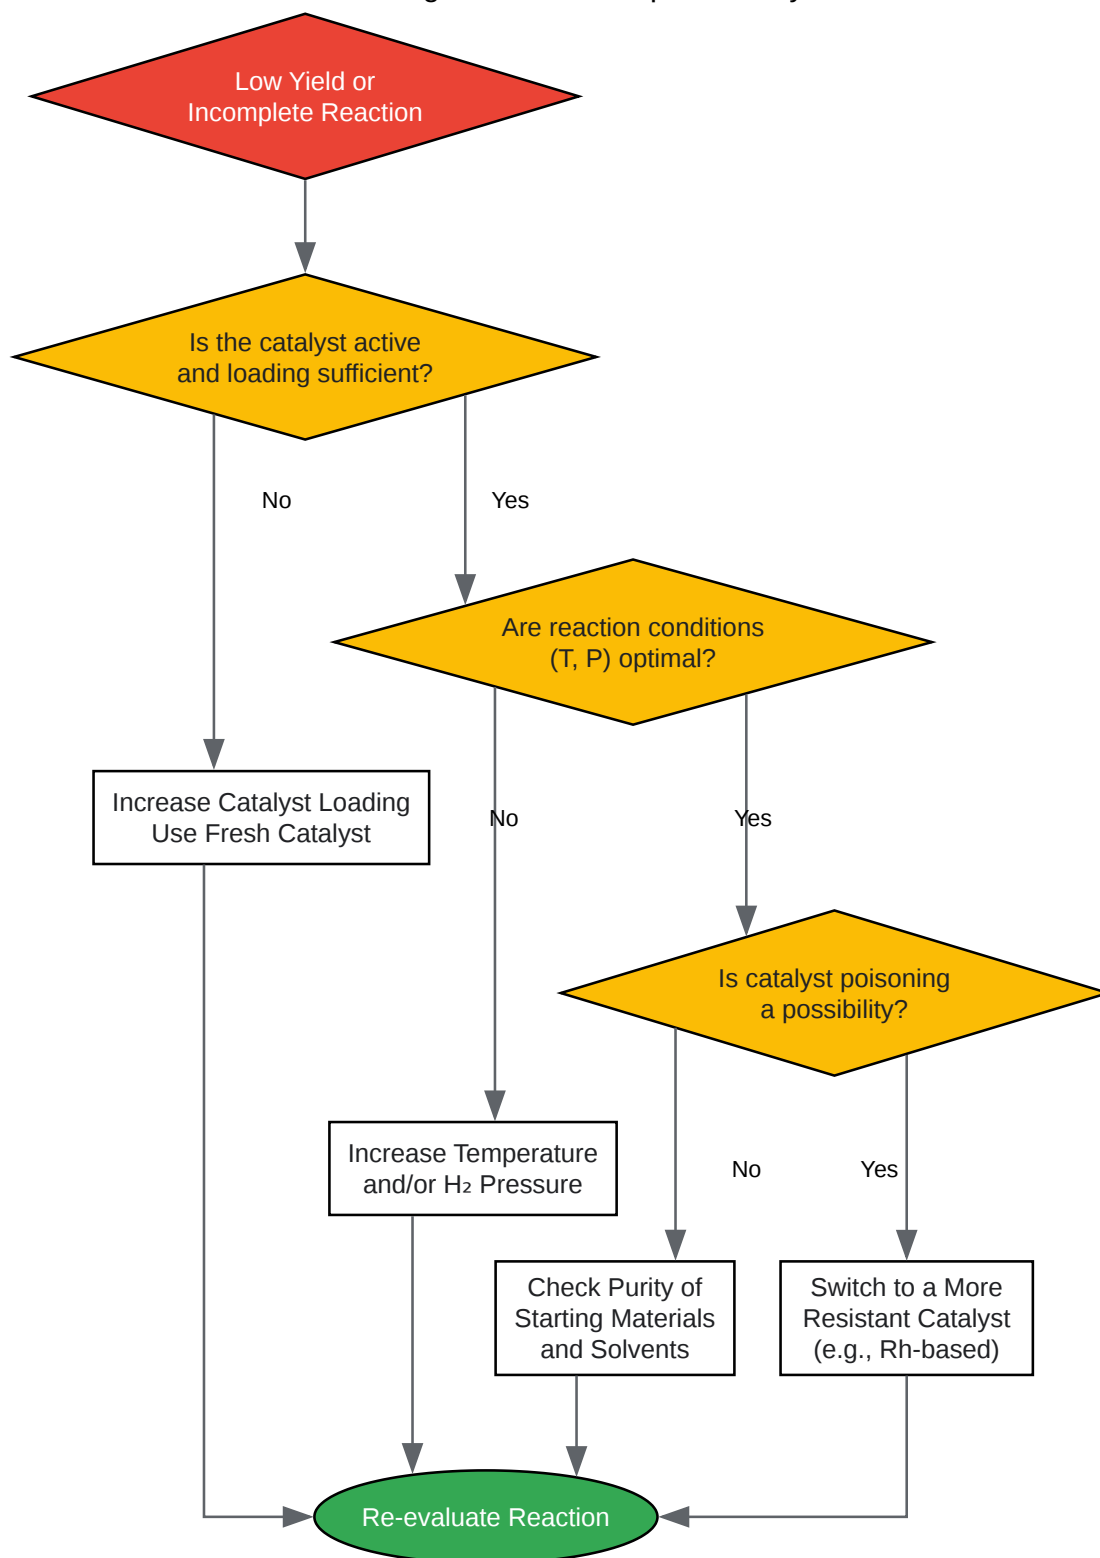 Low Yield or
Incomplete Reaction
Is the catalyst active
and loading sufficient?
No
Yes
Are reaction conditions
(T, P) optimal?
Increase Catalyst Loading
Use Fresh Catalyst
No
Yes
Is catalyst poisoning
a possibility?
Increase Temperature
and/or H₂ Pressure
No
Yes
Check Purity of
Starting Materials
and Solvents
Switch to a More
Resistant Catalyst
(e.g., Rh-based)
Re-evaluate Reaction